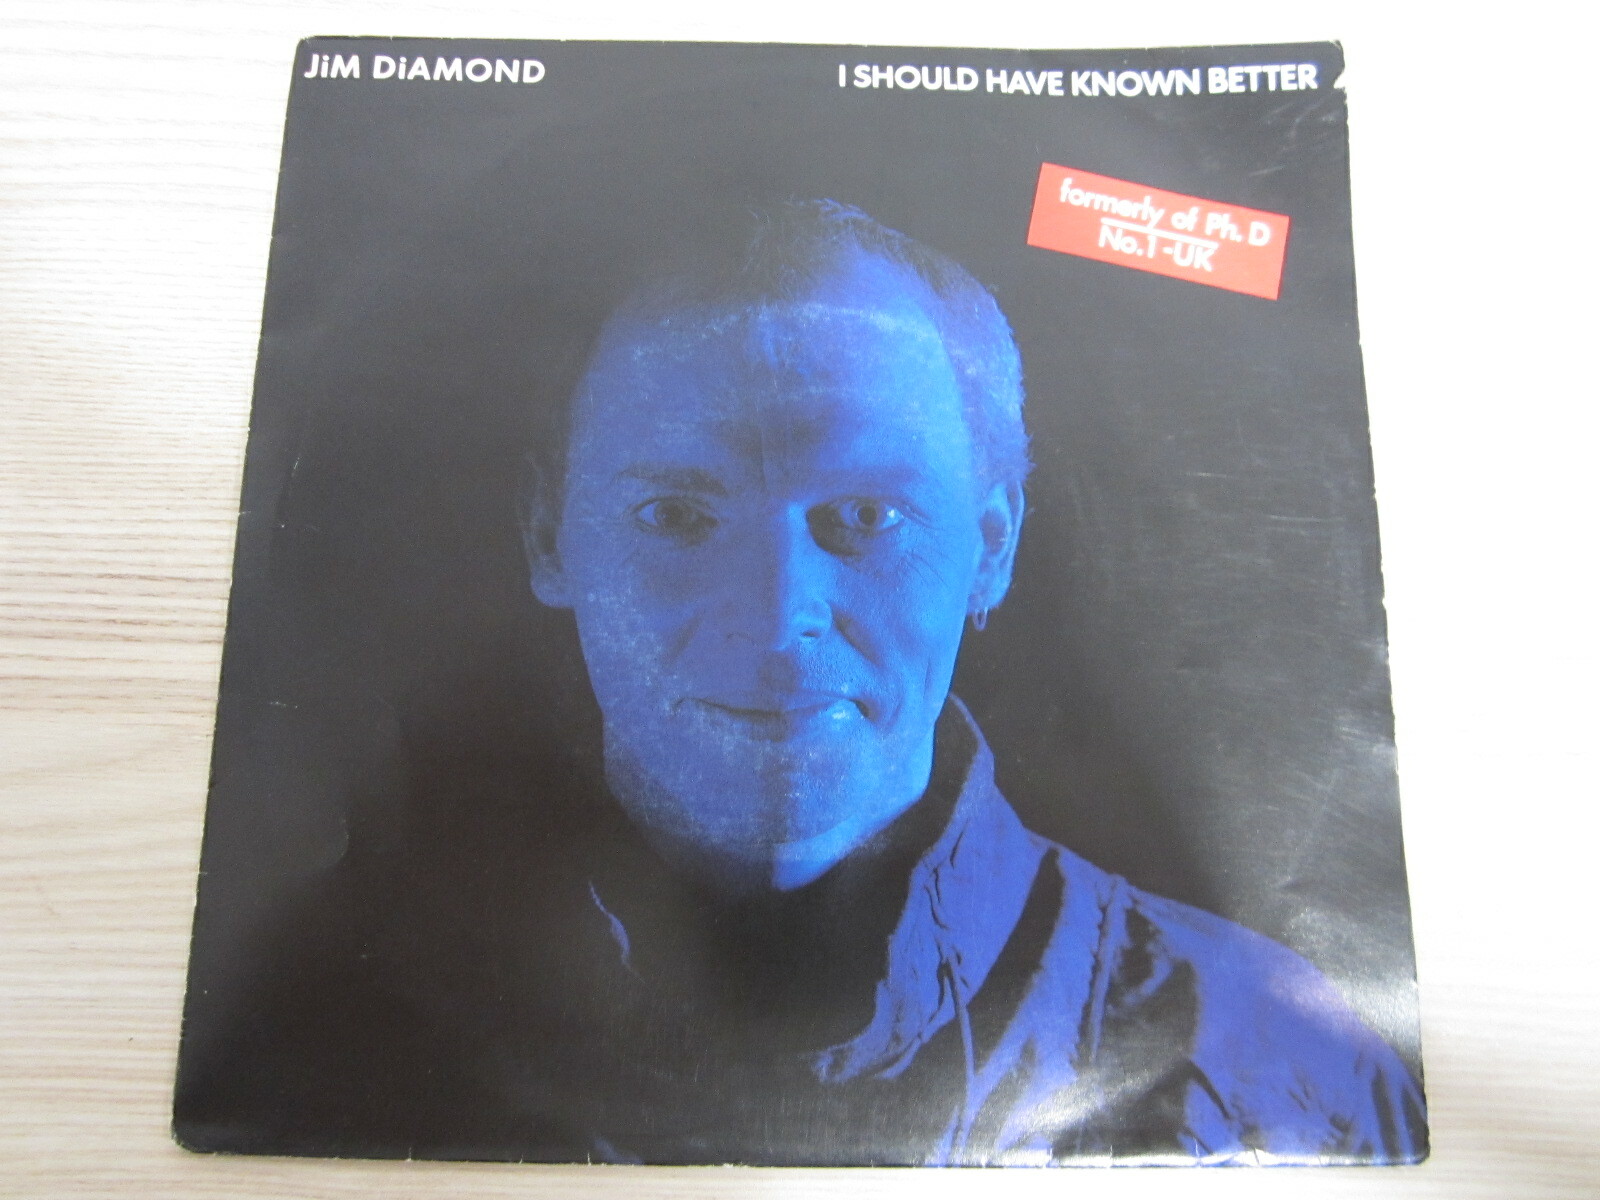 JiM DiAMOND
I SHOULD HAVE KNOWN BETTER
formerly of Ph. D
No.1-UK